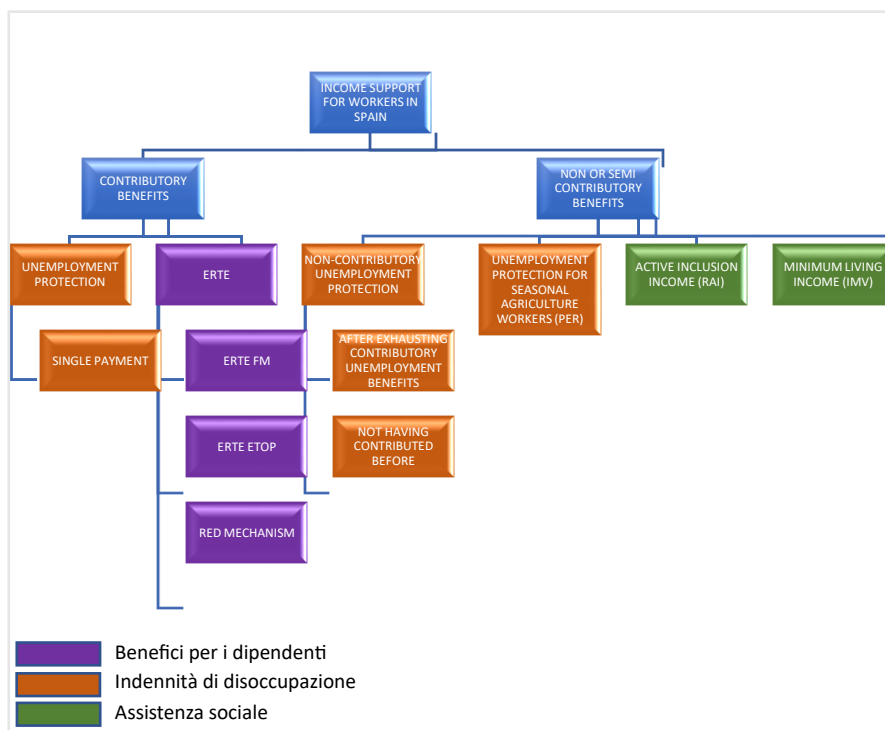 INCOME SUPPORT
FOR WORKERS IN
SPAIN
CONTRIBUTORY
BENEFITS
NON OR SEMI
CONTRIBUTORY
BENEFITS
UNEMPLOYMENT
PROTECTION
ERTE
NON-CONTRIBUTORY
UNEMPLOYMENT
PROTECTION
UNEMPLOYMENT
PROTECTION FOR
SEASONAL
AGRICULTURE
WORKERS (PER)
ACTIVE INCLUSION
INCOME (RAI)
MINIMUM LIVING
INCOME (IMV)
SINGLE PAYMENT
ERTE FM
AFTER EXHAUSTING
CONTRIBUTORY
UNEMPLOYMENT
BENEFITS
ERTE ETOP
NOT HAVING
CONTRIBUTED
BEFORE
RED MECHANISM
Benefici per i dipendenti
Indennità di disoccupazione
Assistenza sociale